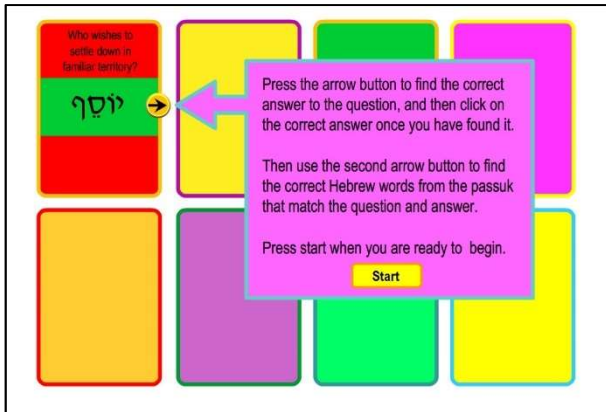 Who wishes to
settle down in
familiar territory?
יוֹסֵף
Press the arrow button to find the correct
answer to the question, and then click on
the correct answer once you have found it.
Then use the second arrow button to find
the correct Hebrew words from the passuk
that match the question and answer.
Press start when you are ready to begin.
Start